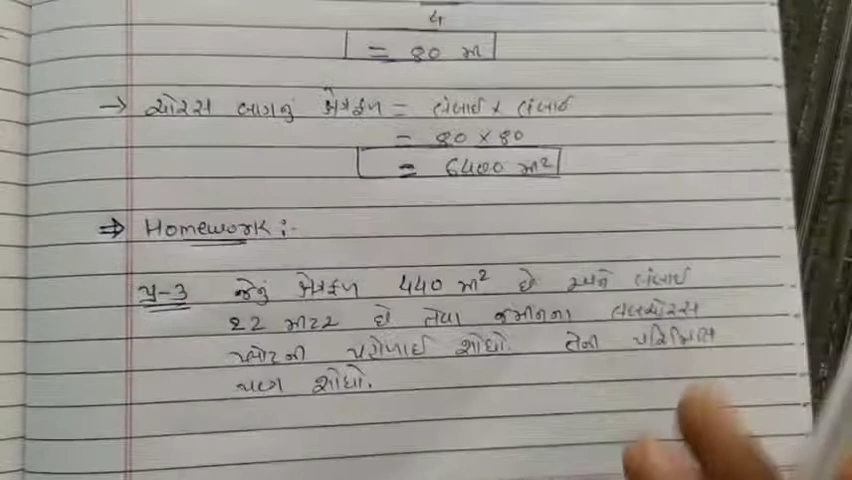 4
= 80 મી
→ ચોરસ બાગનું ક્ષેત્રફળ = લંબાઈ × લંબાઈ
= 80 × 80
= 6400 મી²
⇒ Homework :-
પ્ર-3 જેનું ક્ષેત્રફળ 440 મી² છે અને લંબાઈ
22 મીટર છે તેવા જમીનના લંબચોરસ
પ્લોટની પહોળાઈ શોધો. તેની પરિમિતિ
પણ શોધો.